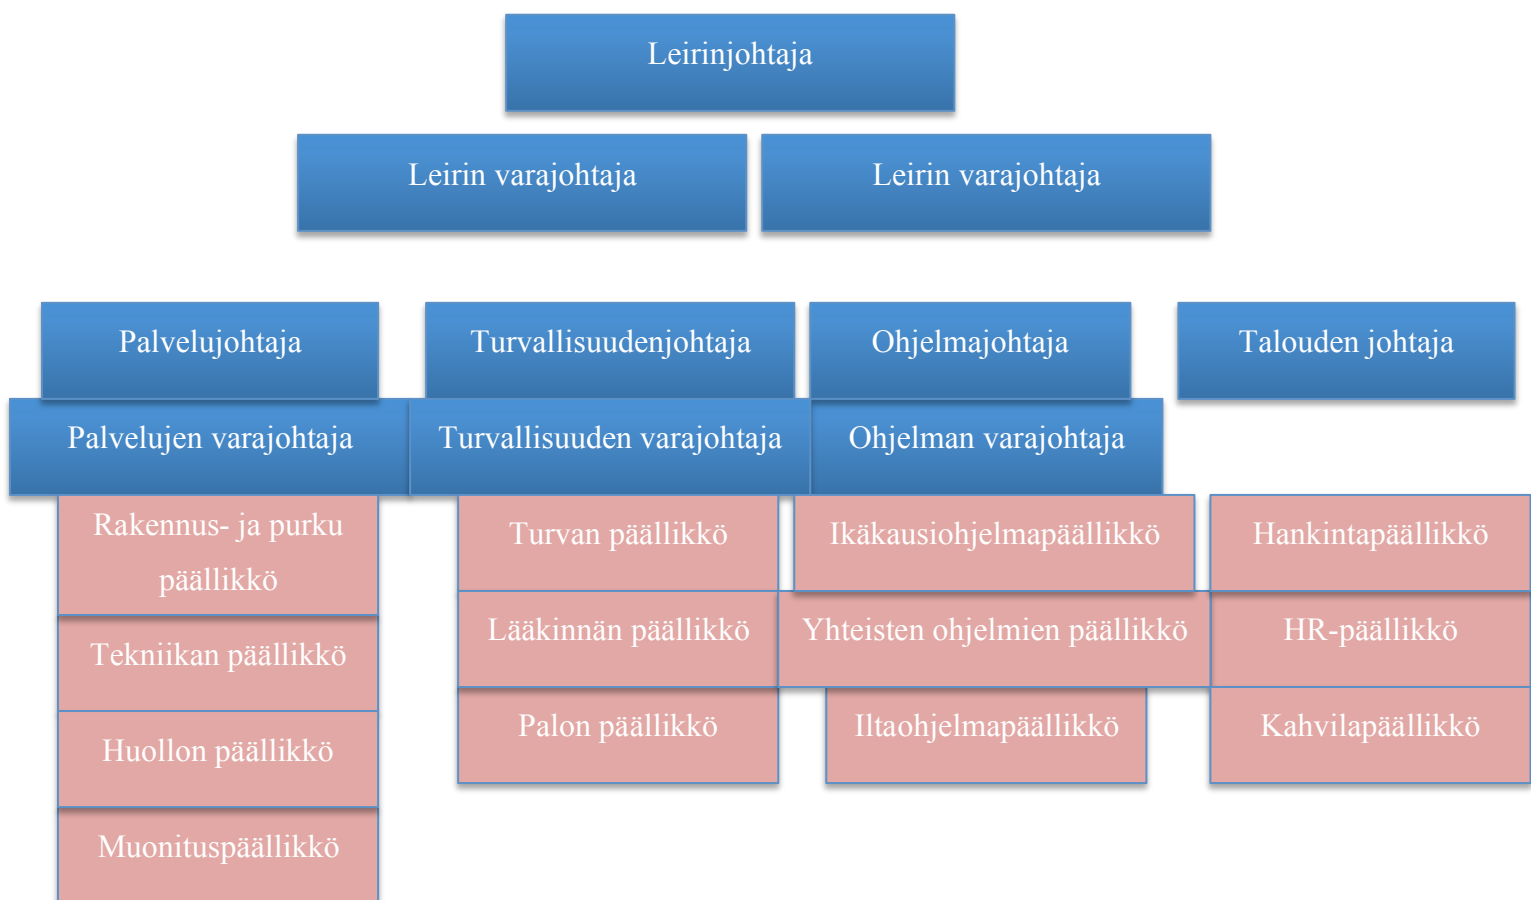 Leirinjohtaja
Leirin varajohtaja
Leirin varajohtaja
Palvelujohtaja
Turvallisuudenjohtaja
Ohjelmajohtaja
Talouden johtaja
Palvelujen varajohtaja
Turvallisuuden varajohtaja
Ohjelman varajohtaja
Rakennus- ja purku
päällikkö
Tekniikan päällikkö
Huollon päällikkö
Muonituspäällikkö
Turvan päällikkö
Lääkinnän päällikkö
Palon päällikkö
Ikäkausiohjelmapäällikkö
Yhteisten ohjelmien päällikkö
Iltaohjelmapäällikkö
Hankintapäällikkö
HR-päällikkö
Kahvilapäällikkö